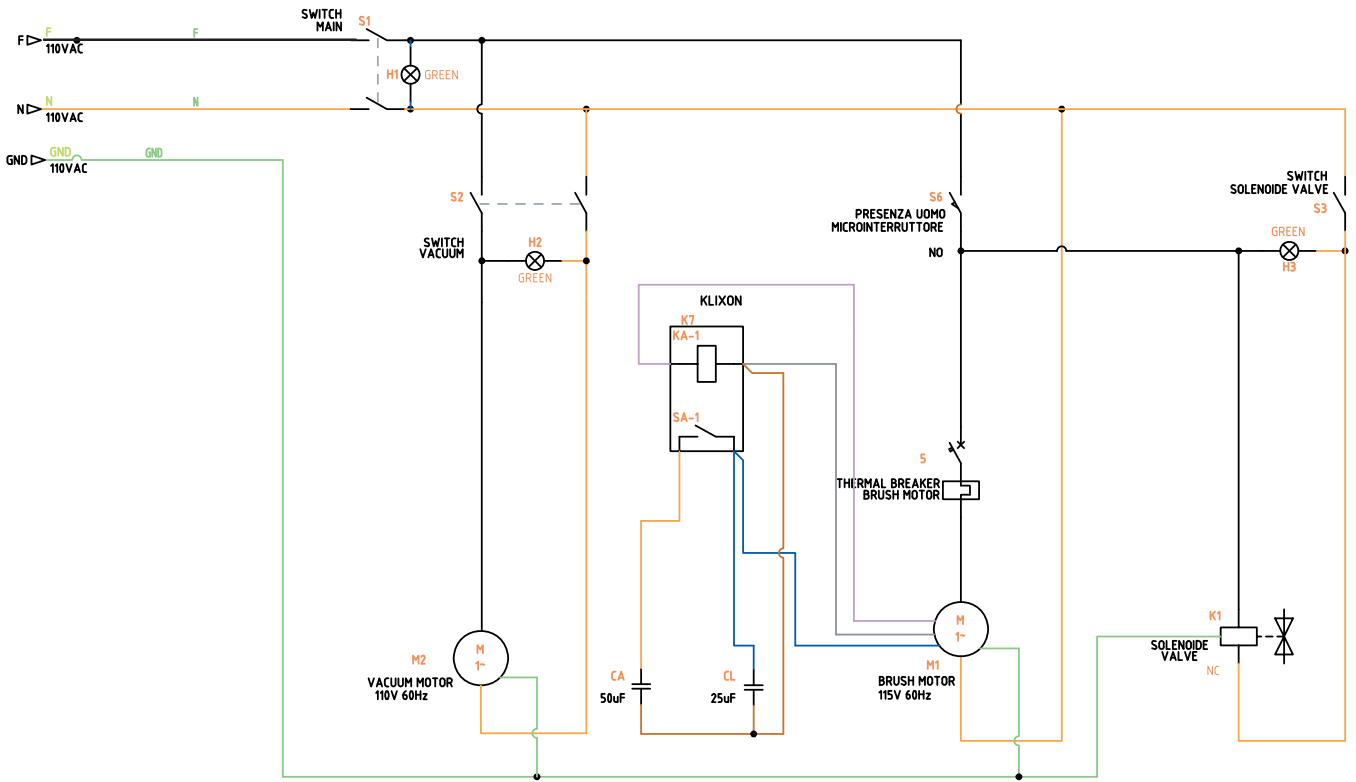 SWITCH
MAIN
S1
F
F
F
110VAC
H1
GREEN
N
N
N
110VAC
GND
GND
GND
110VAC
S2
SWITCH
VACUUM
H2
GREEN
S6
PRESENZA UOMO
MICROINTERRUTTORE
NO
SWITCH
SOLENOIDE VALVE
S3
GREEN
H3
KLIXON
K7
KA-1
SA-1
S
THERMAL BREAKER
BRUSH MOTOR
M
1~
M2
VACUUM MOTOR
110V 60Hz
CA
50uF
CL
25uF
M
1~
M1
BRUSH MOTOR
115V 60Hz
K1
SOLENOIDE
VALVE
NC